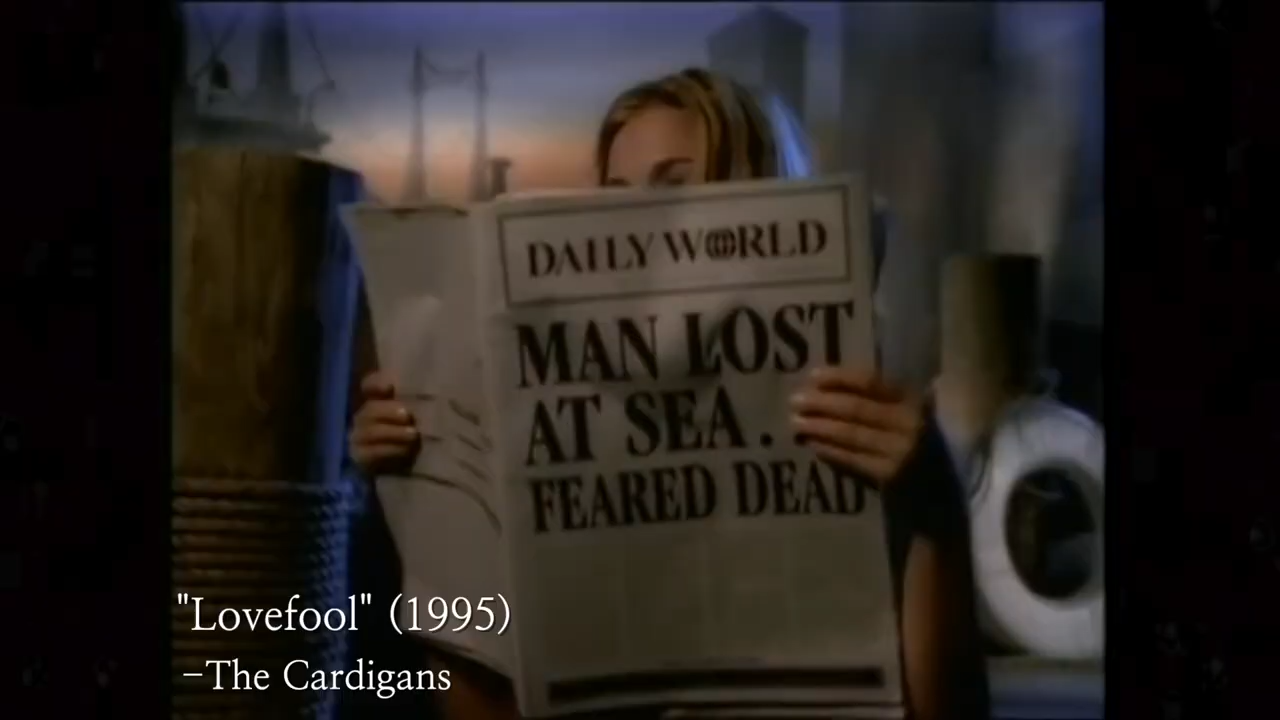 DAILY WORLD
MAN LOST
AT SEA. .
FEARED DEAD
"Lovefool" (1995)
–The Cardigans